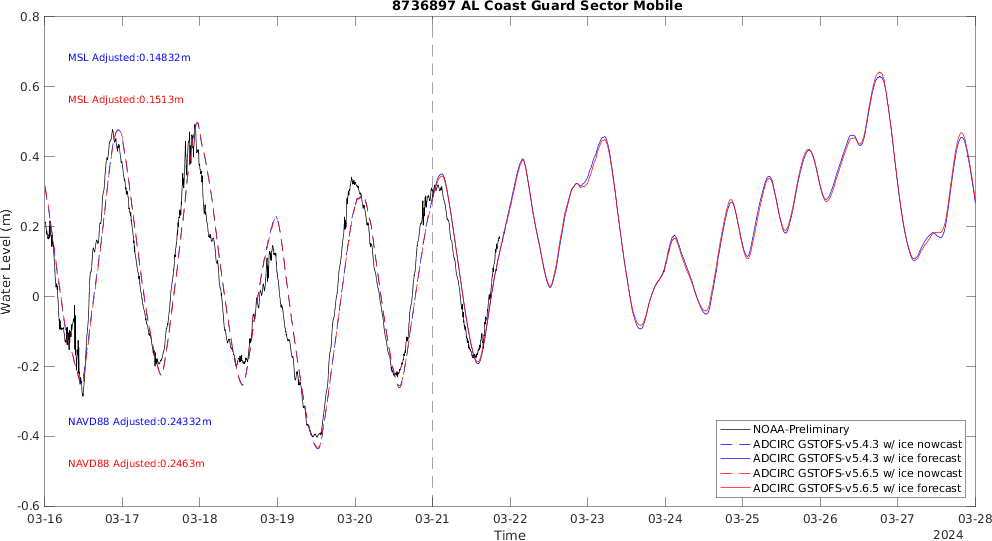 8736897 AL Coast Guard Sector Mobile
0.8
0.6
0.4
0.2
0
-0.2
-0.4
-0.6
Water Level (m)
MSL Adjusted:0.14832m
MSL Adjusted:0.1513m
NAVD88 Adjusted:0.24332m
NAVD88 Adjusted:0.2463m
NOAA-Preliminary
ADCIRC GSTOFS-v5.4.3 w/ ice nowcast
ADCIRC GSTOFS-v5.4.3 w/ ice forecast
ADCIRC GSTOFS-v5.6.5 w/ ice nowcast
ADCIRC GSTOFS-v5.6.5 w/ ice forecast
03-16 03-17 03-18 03-19 03-20 03-21 03-22 03-23 03-24 03-25 03-26 03-27 03-28
Time
2024